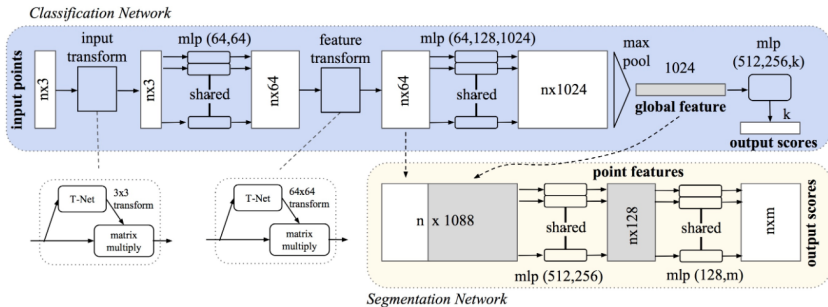 Classification Network
input points
nx3
input
transform
nx3
mlp (64,64)
shared
nx64
feature
transform
nx64
mlp (64,128,1024)
shared
nx1024
max
pool
1024
global feature
mlp
(512,256,k)
k
output scores
T-Net
3x3
transform
matrix
multiply
T-Net
64x64
transform
matrix
multiply
point features
n x 1088
shared
mlp (512,256)
nx128
shared
mlp (128,m)
nxm
output scores
Segmentation Network